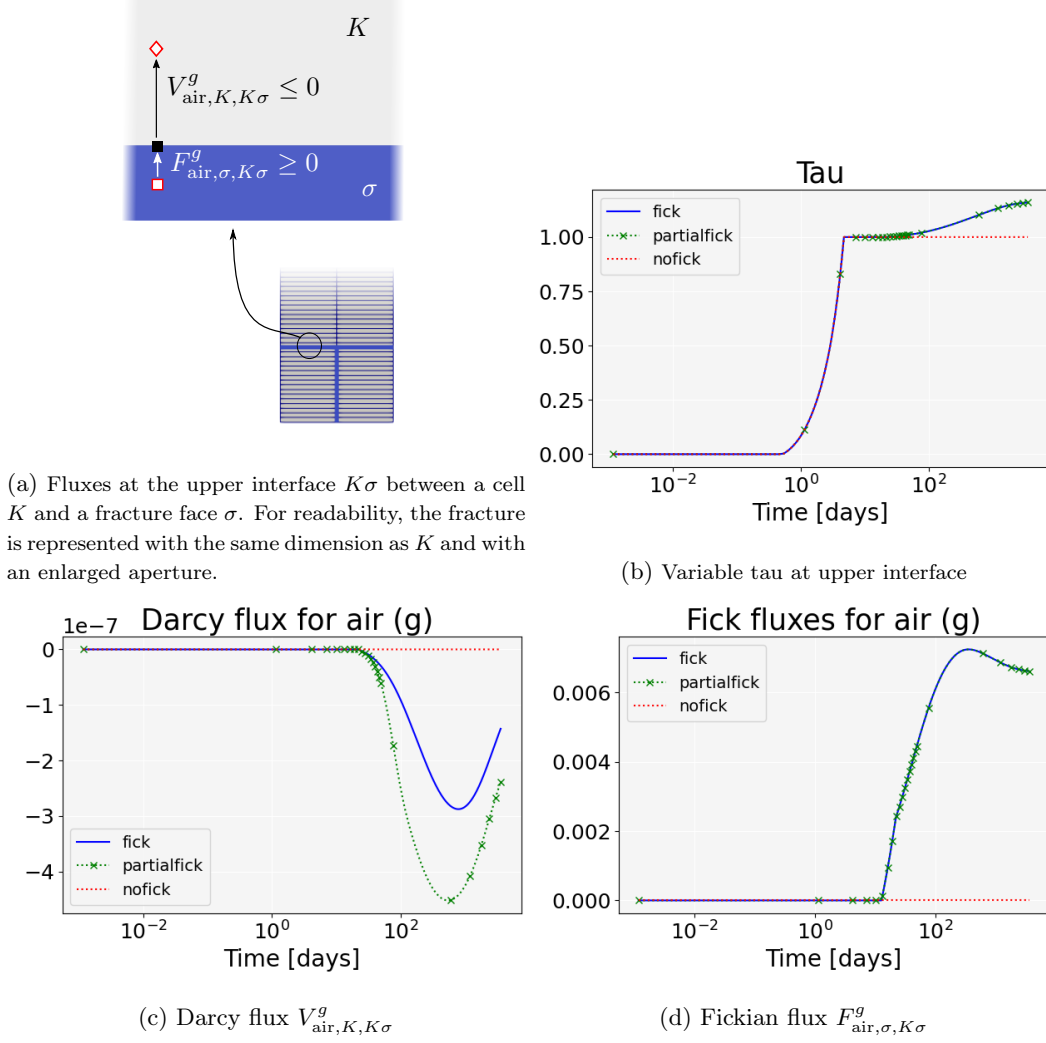 K
V^g_{air,K,Kσ} ≤ 0
F^g_{air,σ,Kσ} ≥ 0
σ
(a) Fluxes at the upper interface Kσ between a cell
K and a fracture face σ. For readability, the fracture
is represented with the same dimension as K and with
an enlarged aperture.
Tau
fick
partialfick
nofick
1.00
0.75
0.50
0.25
0.00
10^{-2} 10^0 10^2
Time [days]
(b) Variable tau at upper interface
1e−7
Darcy flux for air (g)
0
−1
−2
−3
−4
fick
partialfick
nofick
10^{-2} 10^0 10^2
Time [days]
(c) Darcy flux V^g_{air,K,Kσ}
Fick fluxes for air (g)
fick
partialfick
nofick
0.006
0.004
0.002
0.000
10^{-2} 10^0 10^2
Time [days]
(d) Fickian flux F^g_{air,σ,Kσ}